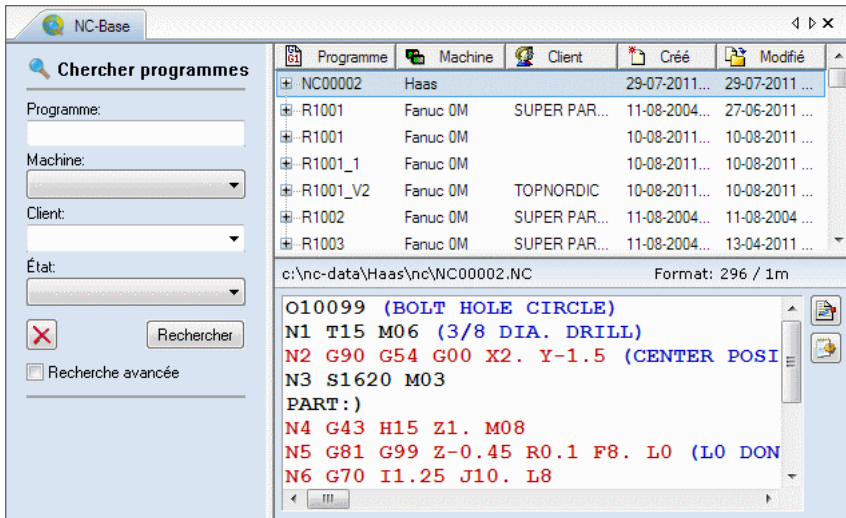 NC-Base
Chercher programmes
Programme:
Machine:
Client:
État:
Rechercher
Recherche avancée
Programme Machine Client Créé Modifié
NC00002 Haas 29-07-2011... 29-07-2011 ...
R1001 Fanuc 0M SUPER PAR... 11-08-2004... 27-06-2011 ...
R1001 Fanuc 0M 10-08-2011... 10-08-2011 ...
R1001_1 Fanuc 0M 10-08-2011... 10-08-2011 ...
R1001_V2 Fanuc 0M TOPNORDIC 10-08-2011... 10-08-2011 ...
R1002 Fanuc 0M SUPER PAR... 11-08-2004... 11-08-2004 ...
R1003 Fanuc 0M SUPER PAR... 11-08-2004... 13-04-2011 ...
c:\nc-data\Haas\nc\NC00002.NC Format: 296 / 1m
O10099 (BOLT HOLE CIRCLE)
N1 T15 M06 (3/8 DIA. DRILL)
N2 G90 G54 G00 X2. Y-1.5 (CENTER POSI
N3 S1620 M03
PART:)
N4 G43 H15 Z1. M08
N5 G81 G99 Z-0.45 R0.1 F8. L0 (L0 DON
N6 G70 I1.25 J10. L8